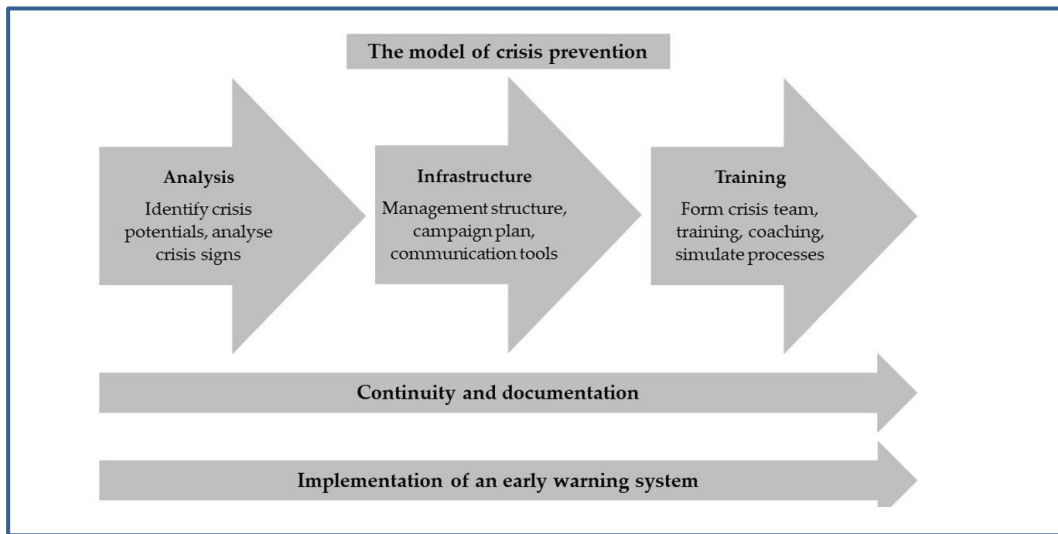 The model of crisis prevention
Analysis
Identify crisis
potentials, analyse
crisis signs
Infrastructure
Management structure,
campaign plan,
communication tools
Training
Form crisis team,
training, coaching,
simulate processes
Continuity and documentation
Implementation of an early warning system